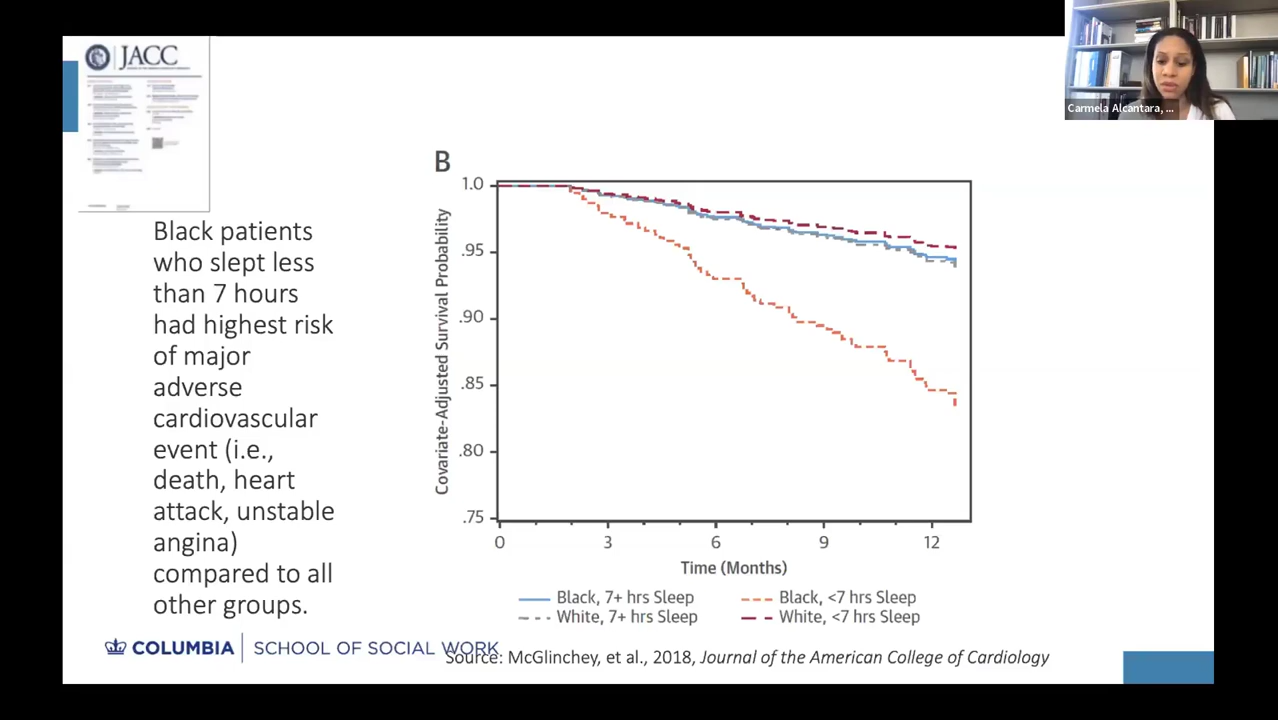 JACC
Carmela Alcantara, ...
Black patients
who slept less
than 7 hours
had highest risk
of major
adverse
cardiovascular
event (i.e.,
death, heart
attack, unstable
angina)
compared to all
other groups.
B
Covariate-Adjusted Survival Probability
1.0
.95
.90
.85
.80
.75
0 3 6 9 12
Time (Months)
Black, 7+ hrs Sleep Black, <7 hrs Sleep
White, 7+ hrs Sleep White, <7 hrs Sleep
COLUMBIA SCHOOL OF SOCIAL WORK
Source: McGlinchey, et al., 2018, Journal of the American College of Cardiology